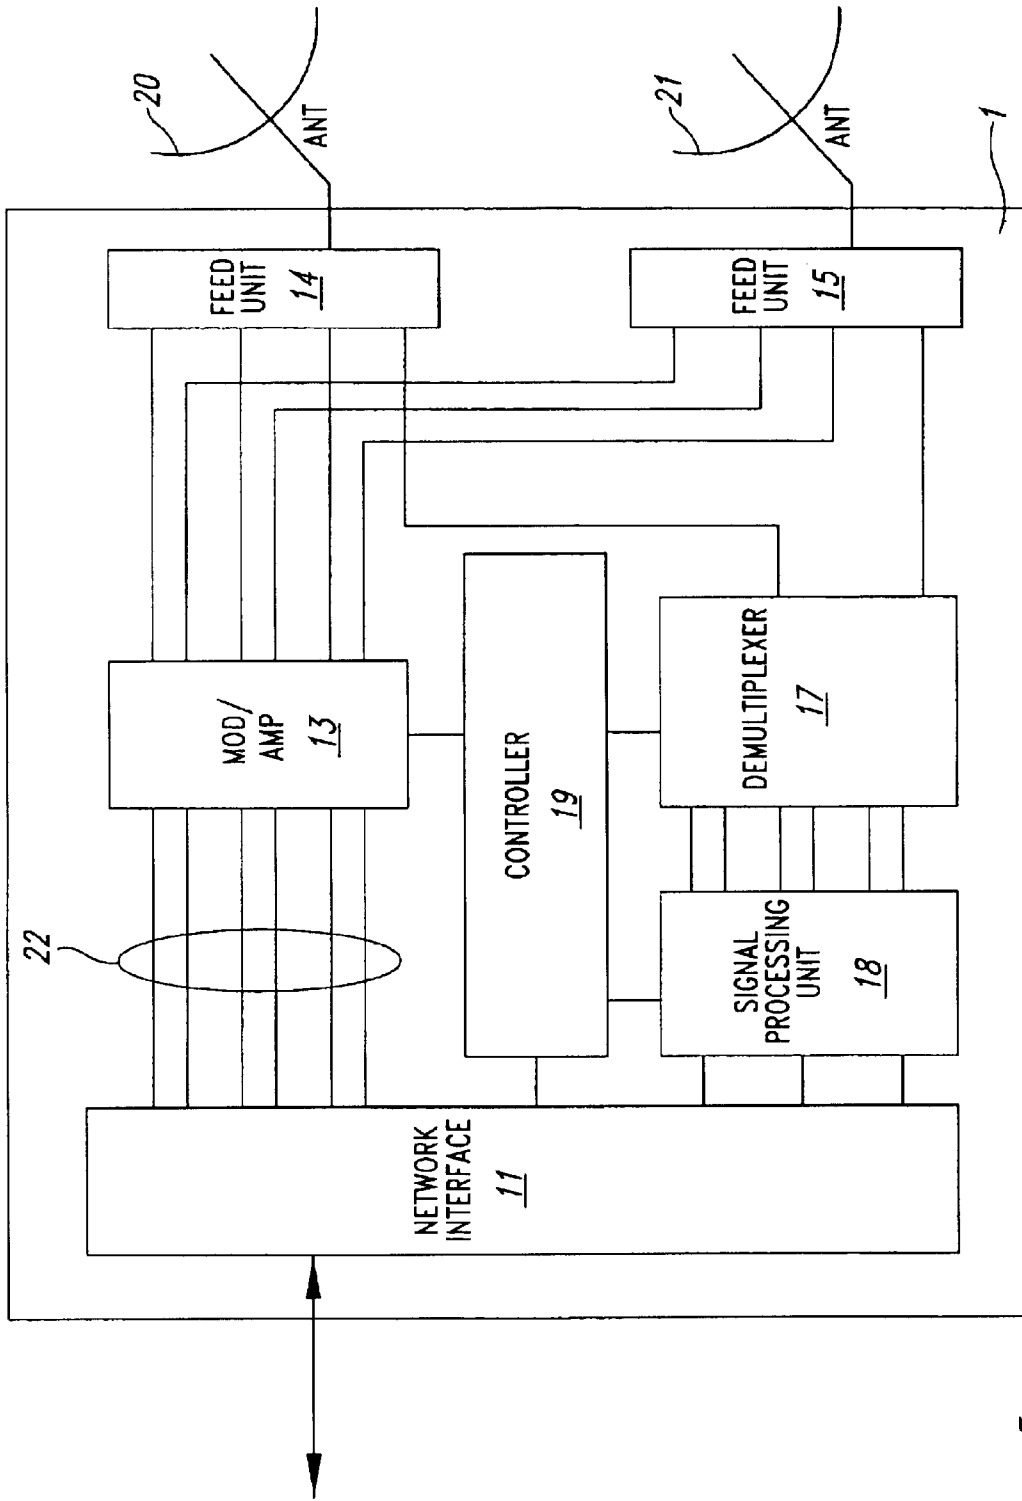 20
ANT
21
ANT
1
FEED
UNIT
14
FEED
UNIT
15
MOD/
AMP
13
CONTROLLER
19
DEMULTIPLEXER
17
22
SIGNAL
PROCESSING
UNIT
18
NETWORK
INTERFACE
11